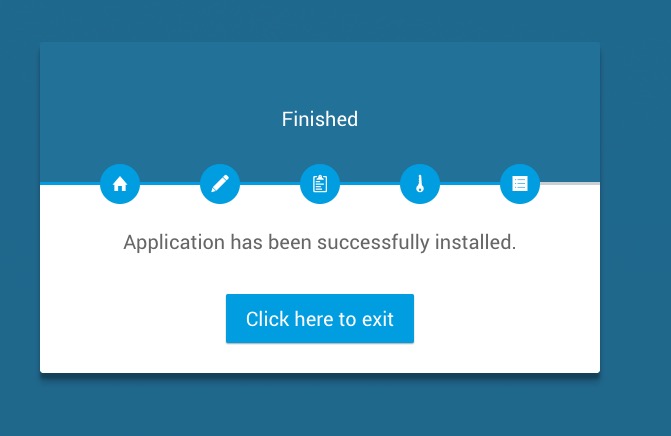 Finished
Application has been successfully installed.
Click here to exit